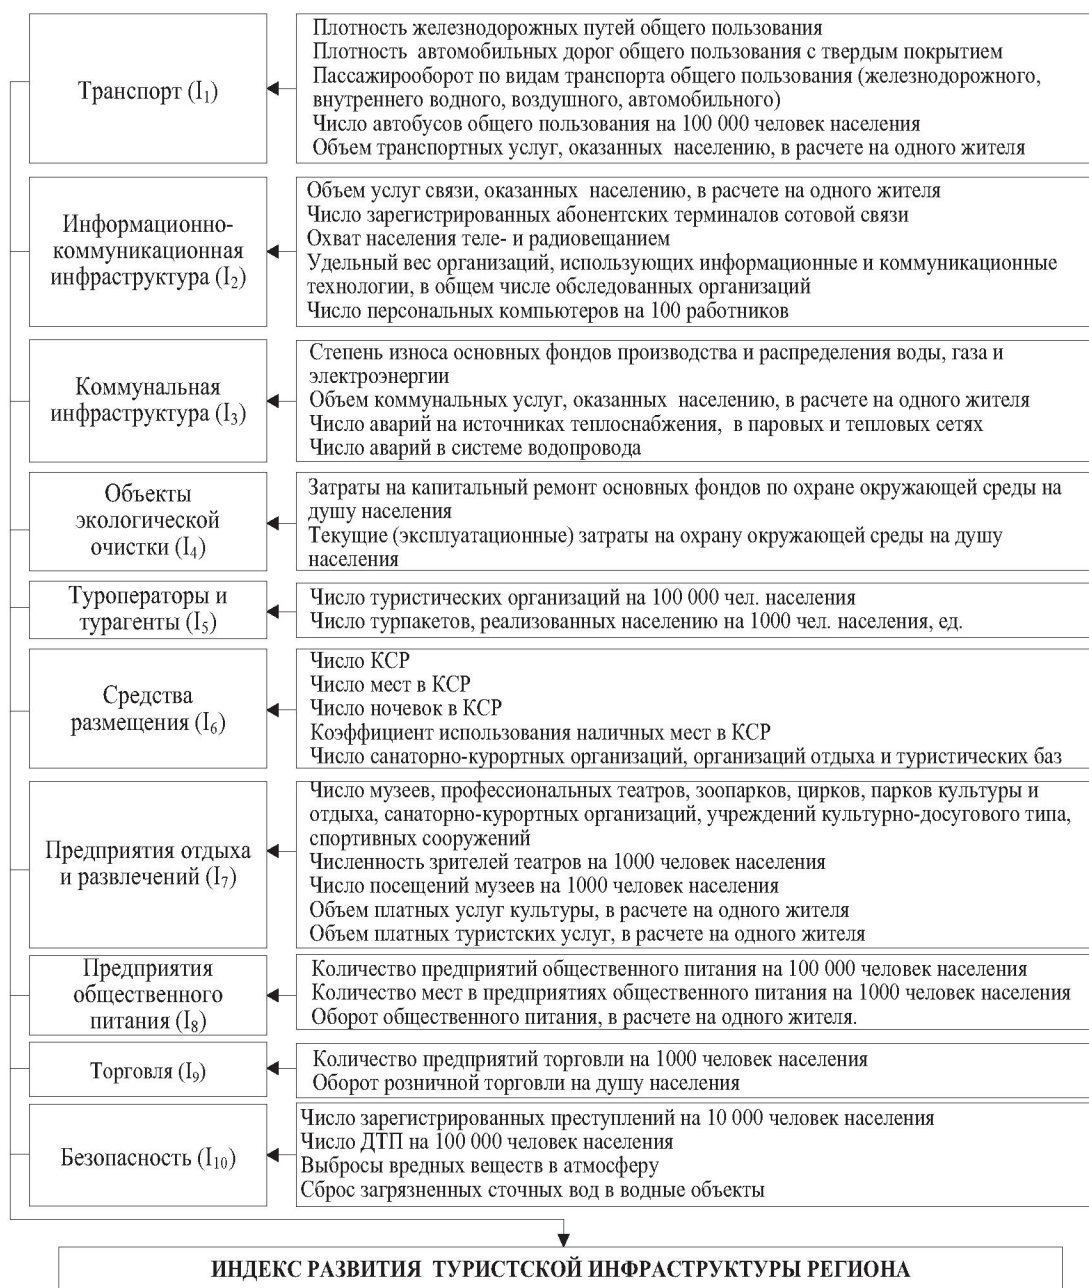 Транспорт (I₁)
Плотность железнодорожных путей общего пользования
Плотность автомобильных дорог общего пользования с твердым покрытием
Пассажирооборот по видам транспорта общего пользования (железнодорожного,
внутреннего водного, воздушного, автомобильного)
Число автобусов общего пользования на 100 000 человек населения
Объем транспортных услуг, оказанных населению, в расчете на одного жителя
Информационно-
коммуникационная
инфраструктура (I₂)
Объем услуг связи, оказанных населению, в расчете на одного жителя
Число зарегистрированных абонентских терминалов сотовой связи
Охват населения теле- и радиовещанием
Удельный вес организаций, использующих информационные и коммуникационные
технологии, в общем числе обследованных организаций
Число персональных компьютеров на 100 работников
Коммунальная
инфраструктура (I₃)
Степень износа основных фондов производства и распределения воды, газа и
электроэнергии
Объем коммунальных услуг, оказанных населению, в расчете на одного жителя
Число аварий на источниках теплоснабжения, в паровых и тепловых сетях
Число аварий в системе водопровода
Объекты
экологической
очистки (I₄)
Затраты на капитальный ремонт основных фондов по охране окружающей среды на
душу населения
Текущие (эксплуатационные) затраты на охрану окружающей среды на душу
населения
Туроператоры и
турагенты (I₅)
Число туристических организаций на 100 000 чел. населения
Число турпакетов, реализованных населению на 1000 чел. населения, ед.
Средства
размещения (I₆)
Число КСР
Число мест в КСР
Число ночевок в КСР
Коэффициент использования наличных мест в КСР
Число санаторно-курортных организаций, организаций отдыха и туристических баз
Предприятия отдыха
и развлечений (I₇)
Число музеев, профессиональных театров, зоопарков, цирков, парков культуры и
отдыха, санаторно-курортных организаций, учреждений культурно-досугового типа,
спортивных сооружений
Численность зрителей театров на 1000 человек населения
Число посещений музеев на 1000 человек населения
Объем платных услуг культуры, в расчете на одного жителя
Объем платных туристских услуг, в расчете на одного жителя
Предприятия
общественного
питания (I₈)
Количество предприятий общественного питания на 100 000 человек населения
Количество мест в предприятиях общественного питания на 1000 человек населения
Оборот общественного питания, в расчете на одного жителя.
Торговля (I₉)
Количество предприятий торговли на 1000 человек населения
Оборот розничной торговли на душу населения
Безопасность (I₁₀)
Число зарегистрированных преступлений на 10 000 человек населения
Число ДТП на 100 000 человек населения
Выбросы вредных веществ в атмосферу
Сброс загрязненных сточных вод в водные объекты
ИНДЕКС РАЗВИТИЯ ТУРИСТСКОЙ ИНФРАСТРУКТУРЫ РЕГИОНА